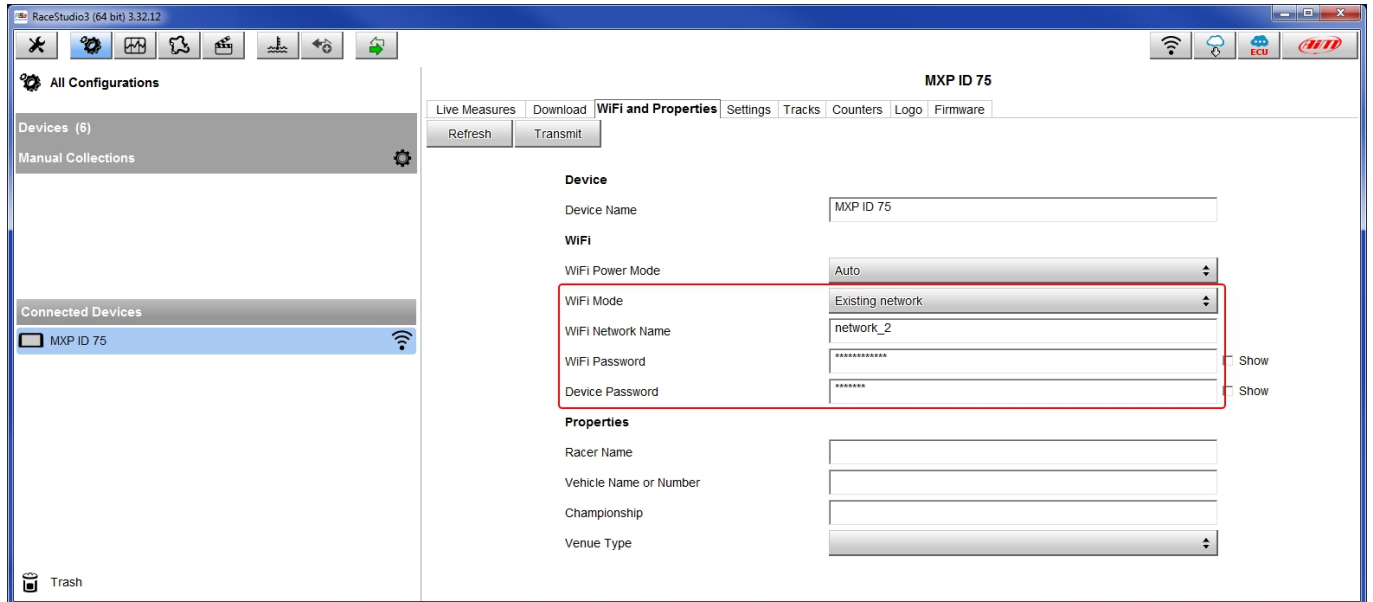 RaceStudio3 (64 bit) 3.32.12
ECU
AiM
All Configurations
MXP ID 75
Live Measures Download WiFi and Properties Settings Tracks Counters Logo Firmware
Devices (6)
Refresh Transmit
Manual Collections
Device
Device Name MXP ID 75
WiFi
WiFi Power Mode Auto
WiFi Mode Existing network
Connected Devices
WiFi Network Name network_2
MXP ID 75
WiFi Password ************ Show
Device Password ******* Show
Properties
Racer Name
Vehicle Name or Number
Championship
Venue Type
Trash